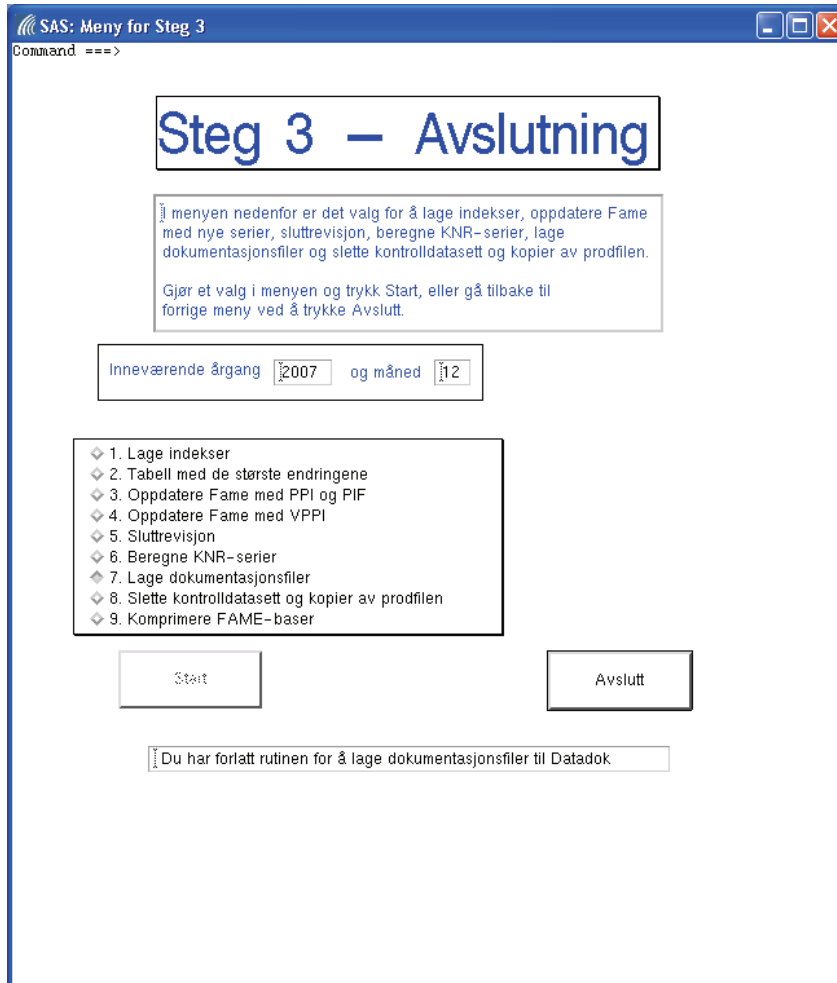 SAS: Meny for Steg 3
Command ===>
Steg 3 – Avslutning
I menyen nedenfor er det valg for å lage indekser, oppdatere Fame
med nye serier, sluttrevisjon, beregne KNR-serier, lage
dokumentasjonsfiler og slette kontrolldatasett og kopier av prodfilen.
Gjør et valg i menyen og trykk Start, eller gå tilbake til
forrige meny ved å trykke Avslutt.
Inneværende årgang 2007 og måned 12
1. Lage indekser
2. Tabell med de største endringene
3. Oppdatere Fame med PPI og PIF
4. Oppdatere Fame med VPPI
5. Sluttrevisjon
6. Beregne KNR-serier
7. Lage dokumentasjonsfiler
8. Slette kontrolldatasett og kopier av prodfilen
9. Komprimere FAME-baser
Start Avslutt
Du har forlatt rutinen for å lage dokumentasjonsfiler til Datadok